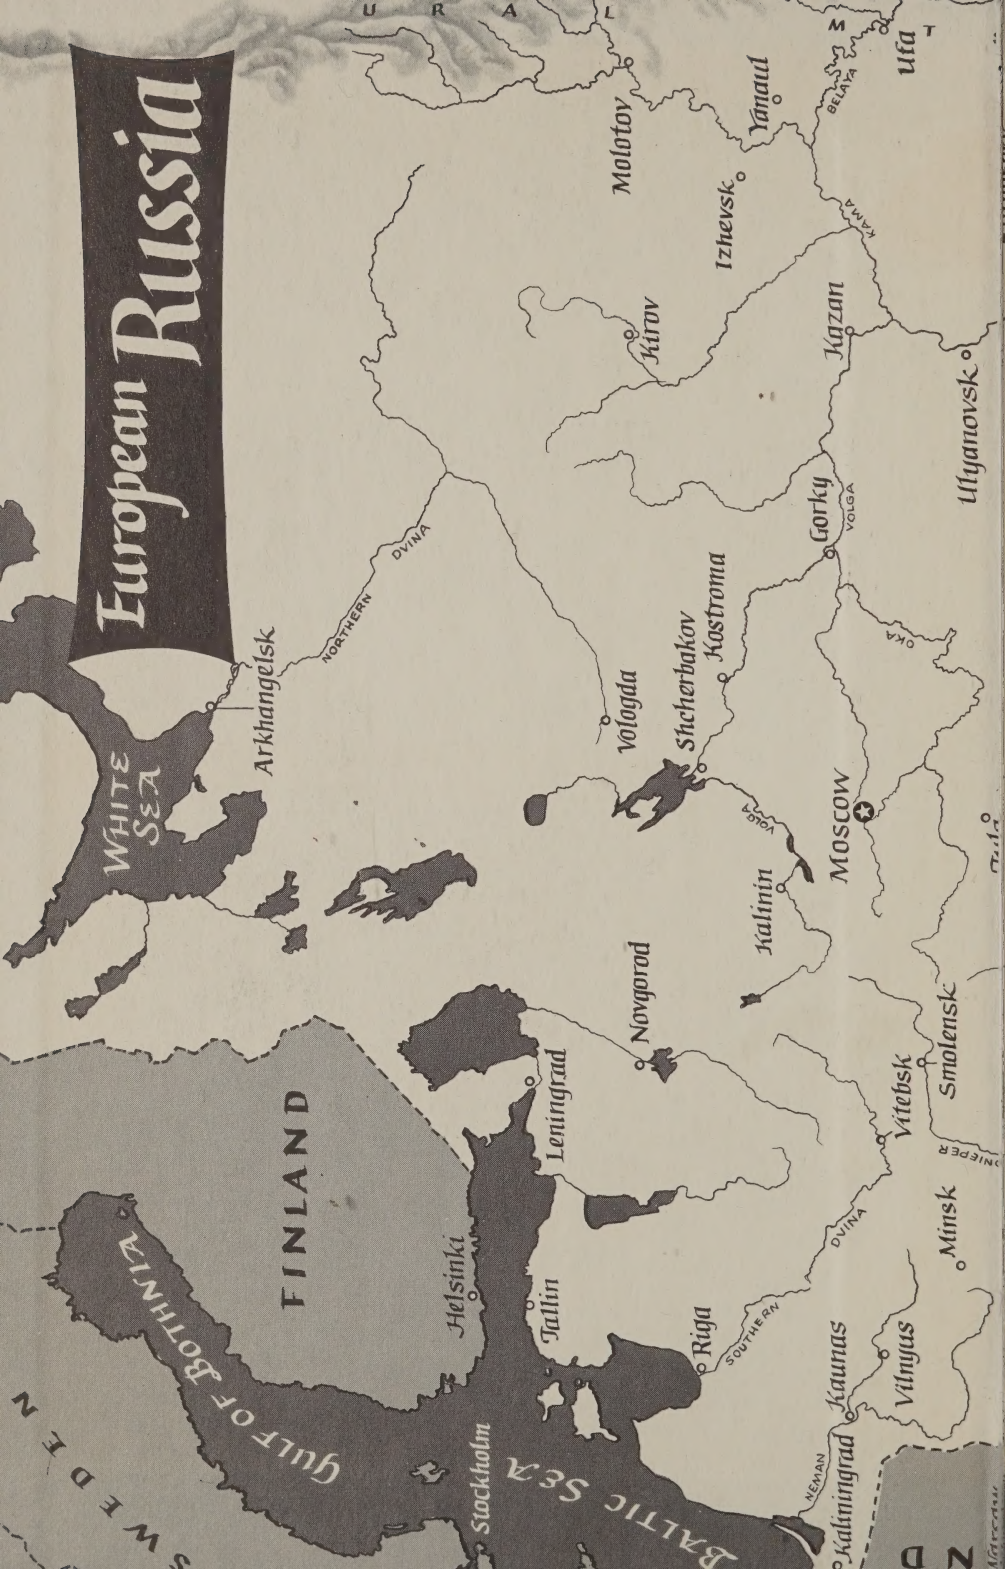 European Russia
U R A L
M T
WHITE SEA
Arkhangelsk
NORTHERN DVINA
Molotov
Yanaul
BELAYA
Ufa
Izhevsk
KAMA
Kirov
Kazan
Ulyanovsk
Gorky
VOLGA
Kostroma
Shcherbakov
Vologda
OKA
VOLGA
Moscow
Kalinin
Novgorod
Leningrad
Smolensk
Vitebsk
NIEPER
Minsk
DVINA
SOUTHERN
FINLAND
Helsinki
Tallin
Riga
GULF OF BOTHNIA
SWEDEN
Stockholm
BALTIC SEA
Kaunas
Vilnyus
NEMAN
Kaliningrad